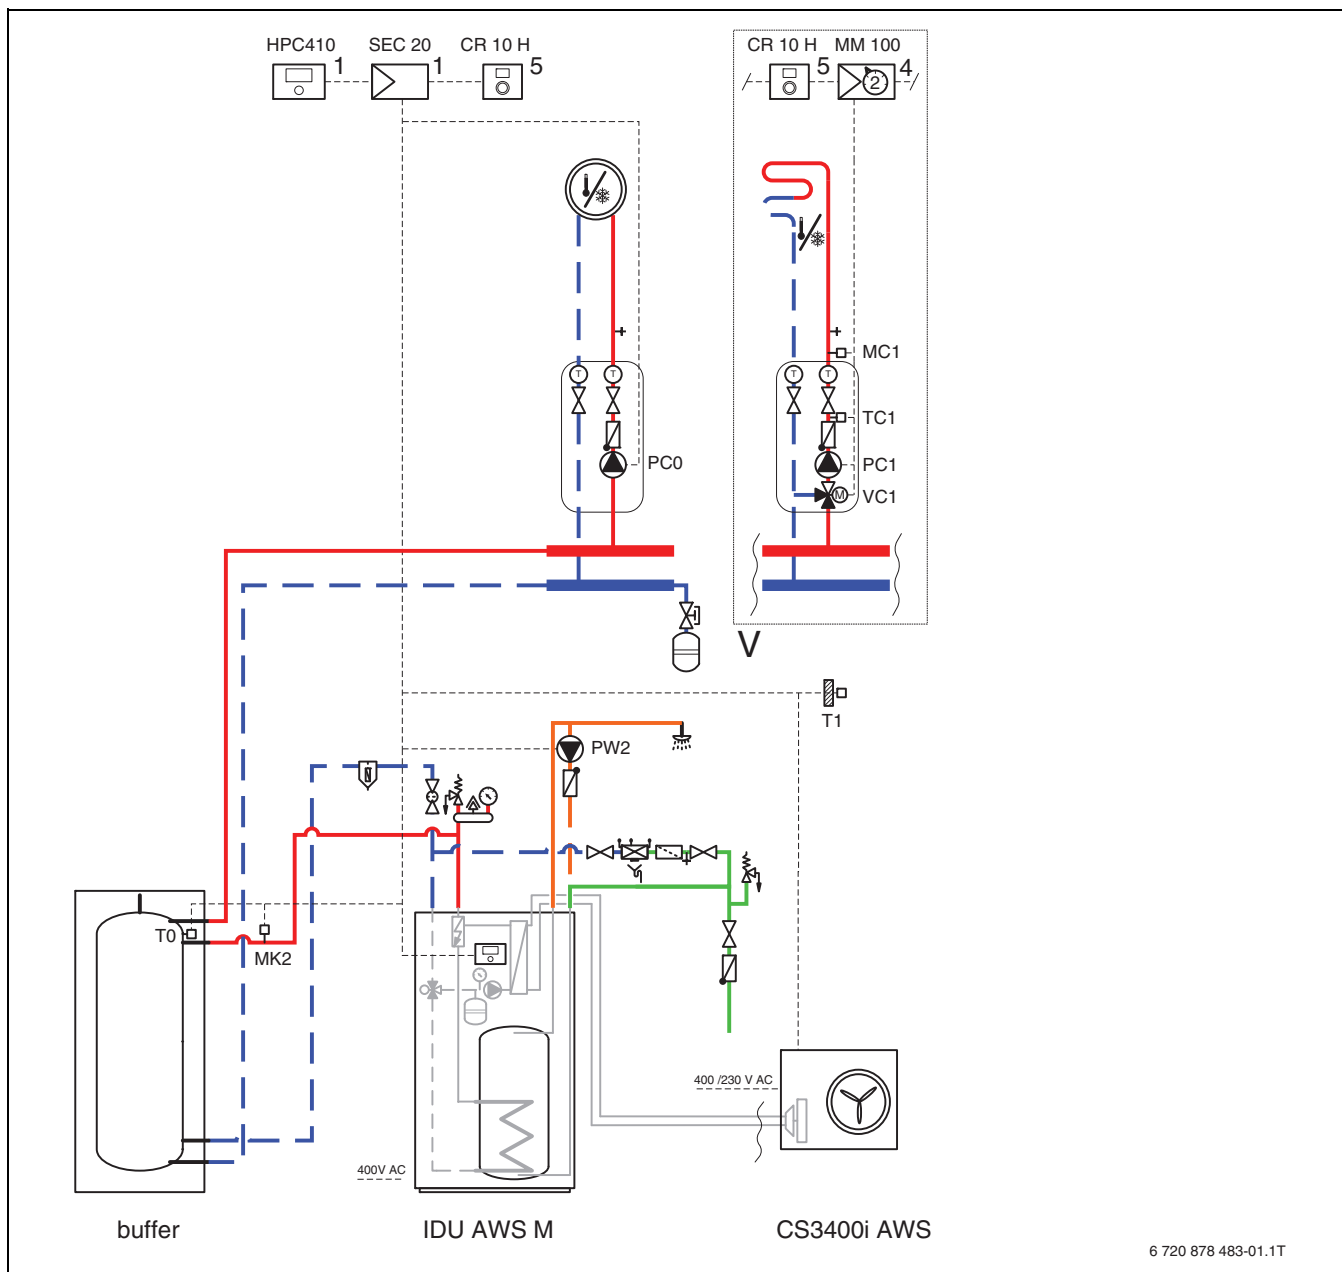 HPC410 SEC 20 CR 10 H CR 10 H MM 100
1 1 5 5 2 4
MC1
T T T T
TC1
PC0 PC1
M VC1
V
T1
PW2
T0
MK2
400 /230 V AC
400V AC
buffer IDU AWS M CS3400i AWS
6 720 878 483-01.1T